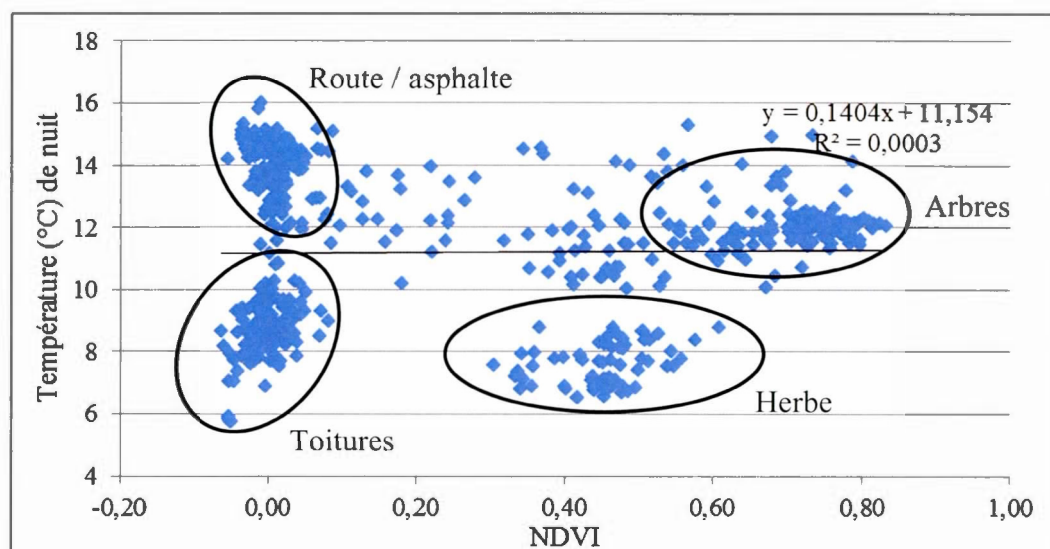 Température (°C) de nuit
18
16
14
12
10
8
6
4
Route / asphalte
y = 0,1404x + 11,154
R² = 0,0003
Arbres
Herbe
Toitures
-0,20
0,00
0,20
0,40
0,60
0,80
1,00
NDVI